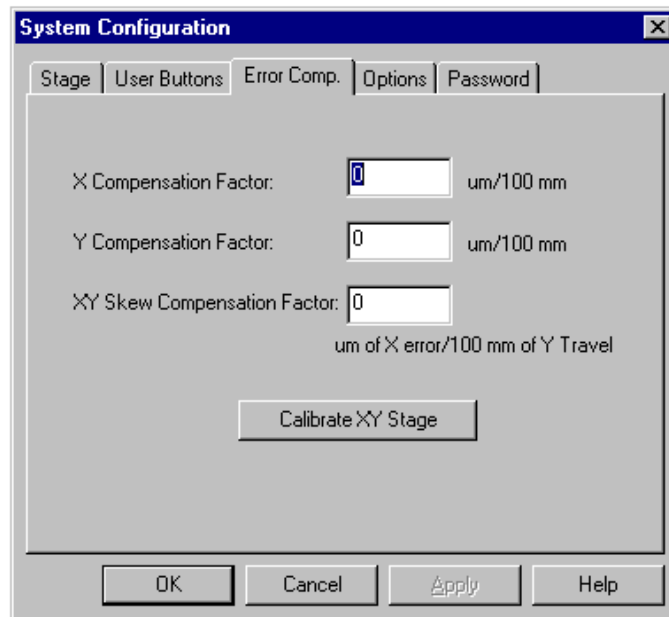 System Configuration
Stage User Buttons Error Comp. Options Password
X Compensation Factor: 0 um/100 mm
Y Compensation Factor: 0 um/100 mm
XY Skew Compensation Factor: 0
um of X error/100 mm of Y Travel
Calibrate XY Stage
OK Cancel Apply Help